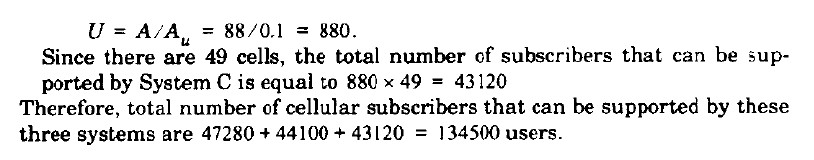 U = A/A_u = 88/0.1 = 880.
Since there are 49 cells, the total number of subscribers that can be sup-
ported by System C is equal to 880 × 49 = 43120
Therefore, total number of cellular subscribers that can be supported by these
three systems are 47280 + 44100 + 43120 = 134500 users.